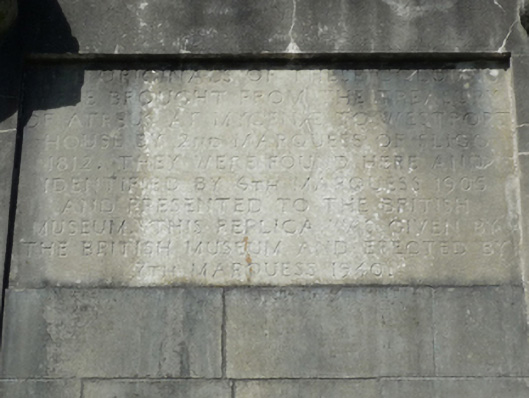 ORIGINALS OF THESE
BROUGHT FROM THE TREASURY
OF ATREUS AT MYCENAE TO WESTPORT
HOUSE BY 2ND MARQUESS OF SLIGO
1812. THEY WERE FOUND HERE AND
IDENTIFIED BY 6TH MARQUESS 1905
AND PRESENTED TO THE BRITISH
MUSEUM. THIS REPLICA WAS GIVEN BY
THE BRITISH MUSEUM AND ERECTED BY
7TH MARQUESS 1940.